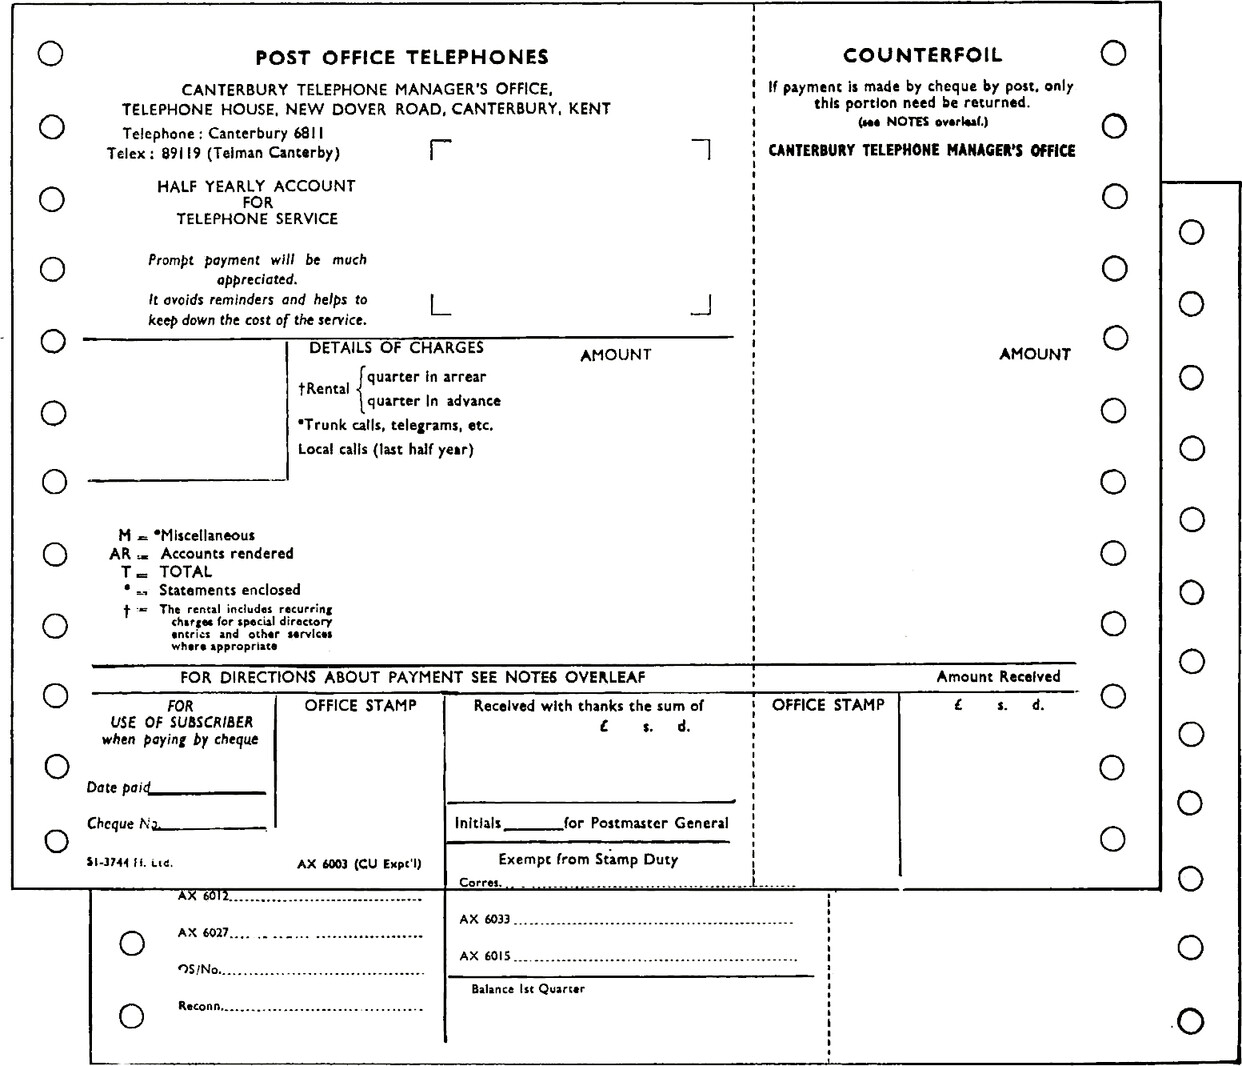 POST OFFICE TELEPHONES
CANTERBURY TELEPHONE MANAGER'S OFFICE,
TELEPHONE HOUSE, NEW DOVER ROAD, CANTERBURY, KENT
Telephone : Canterbury 6811
Telex : 89119 (Telman Canterby)
HALF YEARLY ACCOUNT
FOR
TELEPHONE SERVICE
Prompt payment will be much
appreciated.
It avoids reminders and helps to
keep down the cost of the service.
DETAILS OF CHARGES
AMOUNT
†Rental
quarter in arrear
quarter in advance
*Trunk calls, telegrams, etc.
Local calls (last half year)
M = *Miscellaneous
AR = Accounts rendered
T = TOTAL
* = Statements enclosed
† = The rental includes recurring
charges for special directory
entries and other services
where appropriate
FOR DIRECTIONS ABOUT PAYMENT SEE NOTES OVERLEAF
FOR
USE OF SUBSCRIBER
when paying by cheque
Date paid
Cheque No.
SI-3744 H. Ltd.
OFFICE STAMP
AX 6003 (CU Expt'l)
Received with thanks the sum of
£ s. d.
Initials for Postmaster General
Exempt from Stamp Duty
COUNTERFOIL
If payment is made by cheque by post, only
this portion need be returned.
(see NOTES overleaf.)
CANTERBURY TELEPHONE MANAGER'S OFFICE
AMOUNT
Amount Received
OFFICE STAMP
£ s. d.
AX 6012
AX 6027
OS/No.
Reconn.
Corres.
AX 6033
AX 6015
Balance 1st Quarter